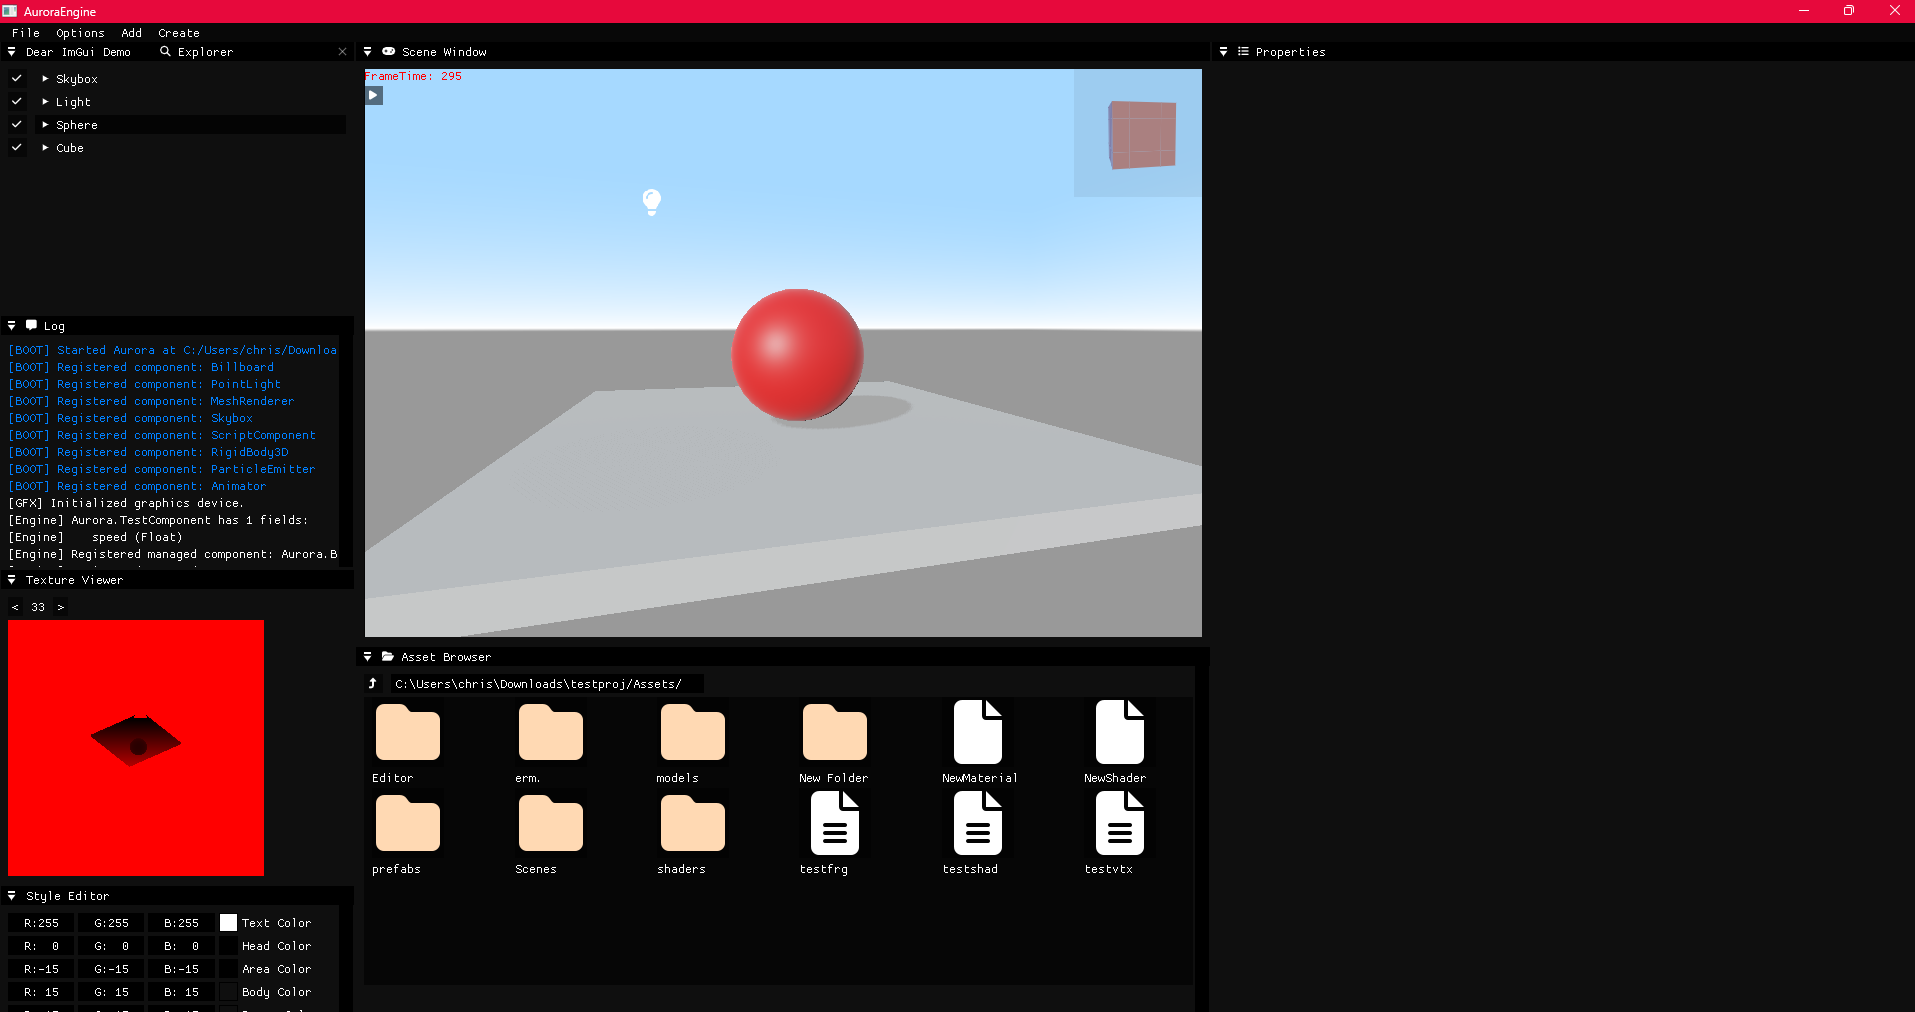 AuroraEngine
File Options Add Create
Dear ImGui Demo Explorer
Skybox
Light
Sphere
Cube
Scene Window
FrameTime: 295
Properties
Log
[BOOT] Started Aurora at C:/Users/chris/Downloa
[BOOT] Registered component: Billboard
[BOOT] Registered component: PointLight
[BOOT] Registered component: MeshRenderer
[BOOT] Registered component: Skybox
[BOOT] Registered component: ScriptComponent
[BOOT] Registered component: RigidBody3D
[BOOT] Registered component: ParticleEmitter
[BOOT] Registered component: Animator
[GFX] Initialized graphics device.
[Engine] Aurora.TestComponent has 1 fields:
[Engine] speed (Float)
[Engine] Registered managed component: Aurora.B
Texture Viewer
< 33 >
Style Editor
R:255 G:255 B:255 Text Color
R: 0 G: 0 B: 0 Head Color
R:-15 G:-15 B:-15 Area Color
R: 15 G: 15 B: 15 Body Color
Asset Browser
C:\Users\chris\Downloads\testproj/Assets/
Editor erm. models New Folder NewMaterial NewShader
prefabs Scenes shaders testfrg testshad testvtx